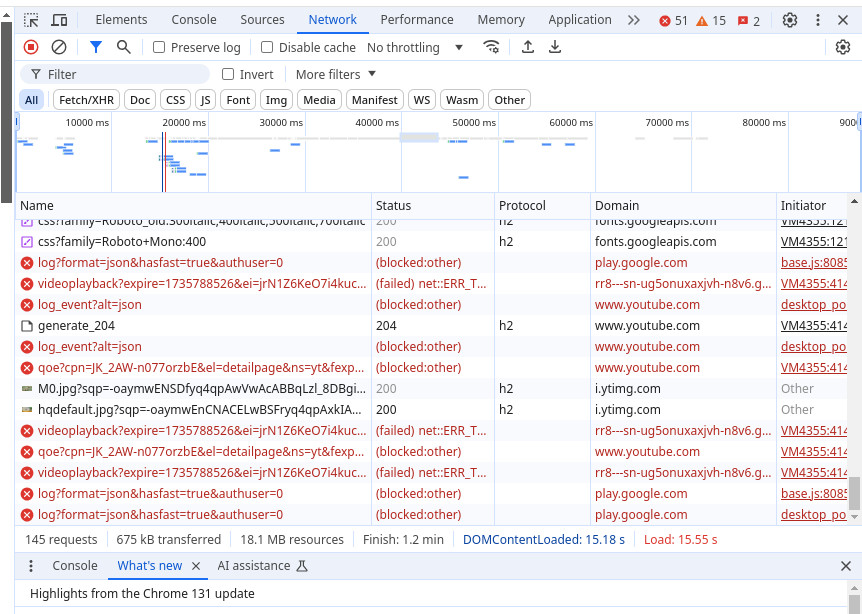 Elements Console Sources Network Performance Memory Application 51 15 2
Preserve log Disable cache No throttling
Filter Invert More filters
All Fetch/XHR Doc CSS JS Font Img Media Manifest WS Wasm Other
10000 ms 20000 ms 30000 ms 40000 ms 50000 ms 60000 ms 70000 ms 80000 ms 9000
Name Status Protocol Domain Initiator
css?family=Roboto_old:300italic,400italic,500italic,700italic 200 h2 fonts.googleapis.com VM4355:121
css?family=Roboto+Mono:400 200 h2 fonts.googleapis.com VM4355:121
log?format=json&hasfast=true&authuser=0 (blocked:other) play.google.com base.js:8085
videoplayback?expire=1735788526&ei=jrN1Z6KeO7i4kuc... (failed) net::ERR_T... rr8---sn-ug5onuxaxjvh-n8v6.g... VM4355:414
log_event?alt=json (blocked:other) www.youtube.com desktop_po
generate_204 204 h2 www.youtube.com VM4355:414
log_event?alt=json (blocked:other) www.youtube.com desktop_po
qoe?cpn=JK_2AW-n077orzbE&el=detailpage&ns=yt&fexp... (blocked:other) www.youtube.com VM4355:414
M0.jpg?sqp=-oaymwENSDfyq4qpAwVwAcABBqLzl_8DBgi... 200 h2 i.ytimg.com Other
hqdefault.jpg?sqp=-oaymwEnCNACELwBSFryq4qpAxkIA... 200 h2 i.ytimg.com Other
videoplayback?expire=1735788526&ei=jrN1Z6KeO7i4kuc... (failed) net::ERR_T... rr8---sn-ug5onuxaxjvh-n8v6.g... VM4355:414
qoe?cpn=JK_2AW-n077orzbE&el=detailpage&ns=yt&fexp... (blocked:other) www.youtube.com VM4355:414
videoplayback?expire=1735788526&ei=jrN1Z6KeO7i4kuc... (failed) net::ERR_T... rr8---sn-ug5onuxaxjvh-n8v6.g... VM4355:414
log?format=json&hasfast=true&authuser=0 (blocked:other) play.google.com base.js:8085
log?format=json&hasfast=true&authuser=0 (blocked:other) play.google.com desktop_po
145 requests 675 kB transferred 18.1 MB resources Finish: 1.2 min DOMContentLoaded: 15.18 s Load: 15.55 s
Console What's new AI assistance
Highlights from the Chrome 131 update